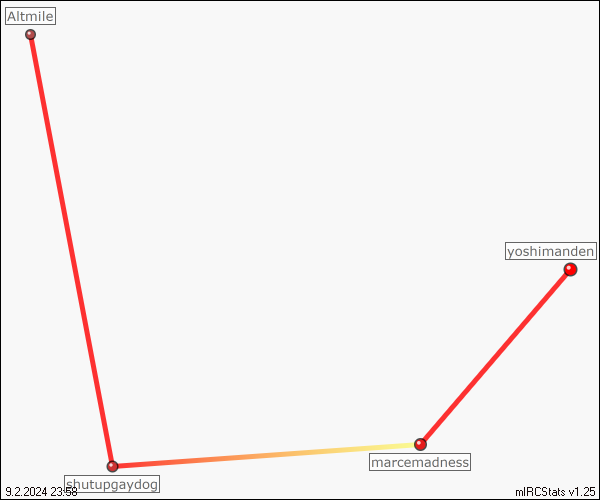 Altmile
yoshimanden
marcemadness
shutupgaydog
9.2.2024 23:58
mIRCStats v1.25